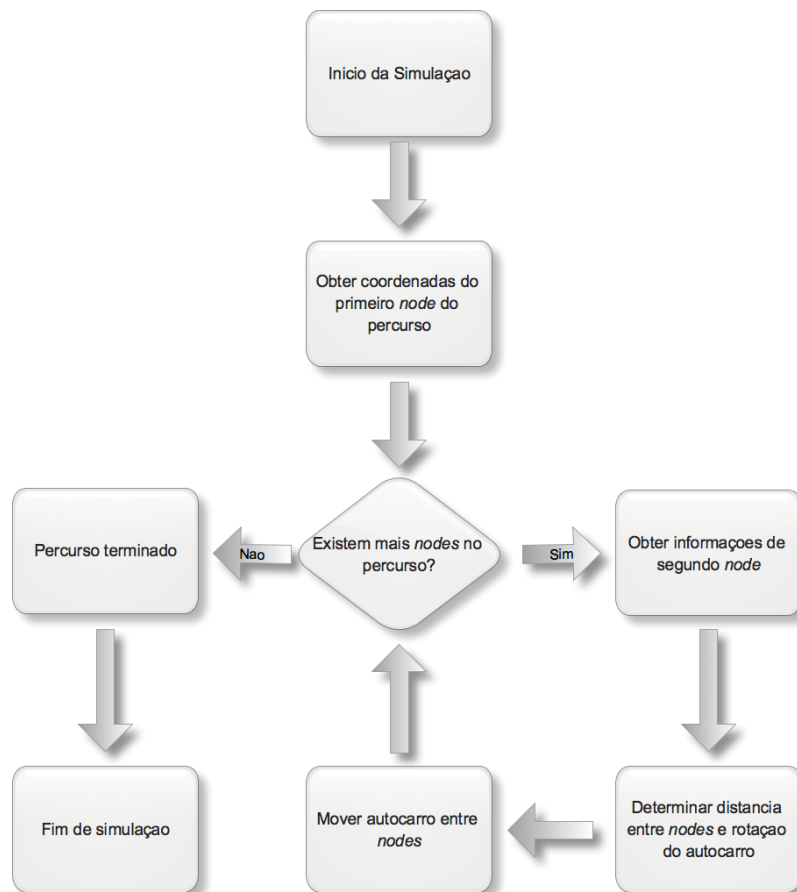 Inicio da Simulaçao
Obter coordenadas do
primeiro node do
percurso
Percurso terminado
Nao
Existem mais nodes no
percurso?
Sim
Obter informaçoes de
segundo node
Fim de simulaçao
Mover autocarro entre
nodes
Determinar distancia
entre nodes e rotaçao
do autocarro